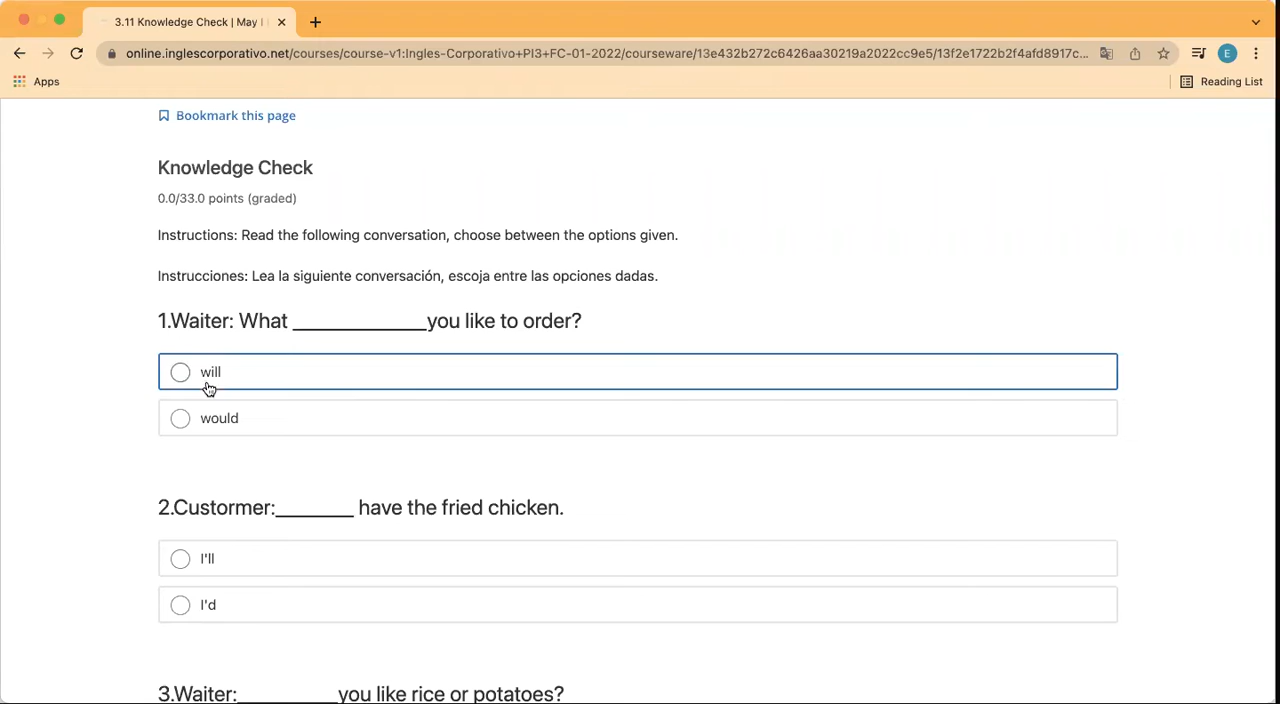 3.11 Knowledge Check | May I
online.inglescorporativo.net/courses/course-v1:Ingles-Corporativo+PI3+FC-01-2022/courseware/13e432b272c6426aa30219a2022cc9e5/13f2e1722b2f4afd8917c...
E
Apps
Reading List
Bookmark this page
Knowledge Check
0.0/33.0 points (graded)
Instructions: Read the following conversation, choose between the options given.
Instrucciones: Lea la siguiente conversación, escoja entre las opciones dadas.
1.Waiter: What ______________you like to order?
will
would
2.Custormer:________ have the fried chicken.
I'll
I'd
3.Waiter:__________you like rice or potatoes?